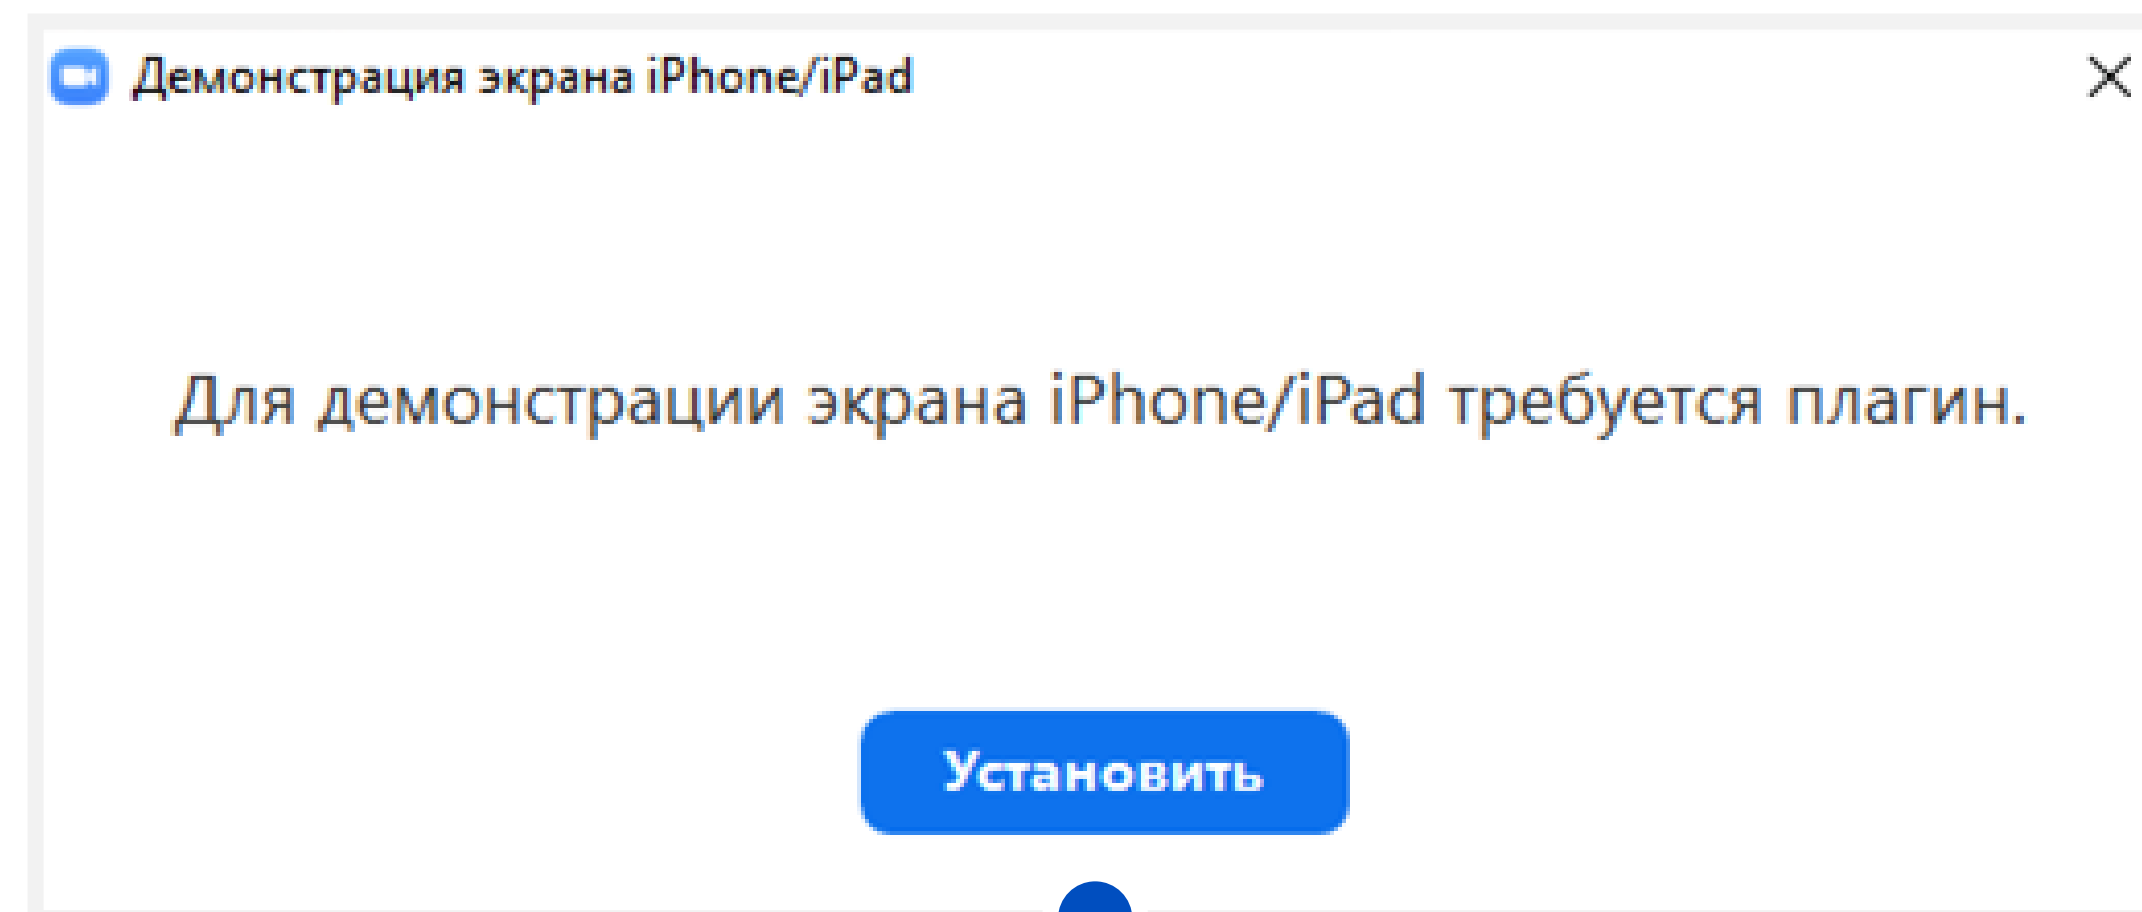 Демонстрация экрана iPhone/iPad
Для демонстрации экрана iPhone/iPad требуется плагин.
Установить